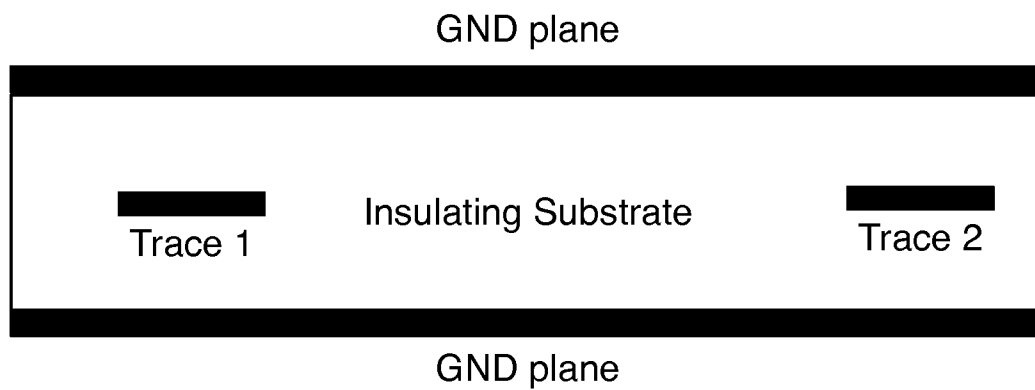 GND plane
Insulating Substrate
Trace 1
Trace 2
GND plane